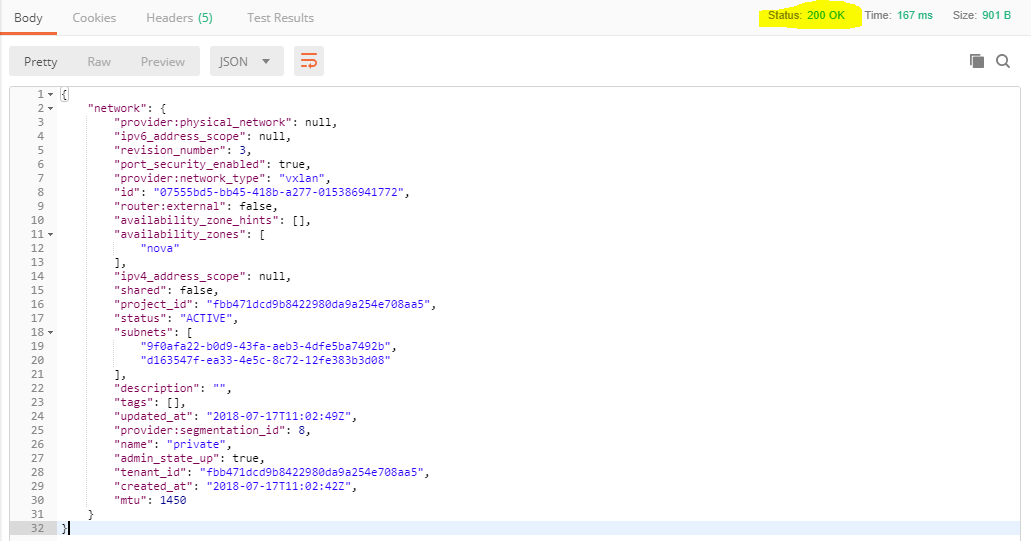 Body Cookies Headers (5) Test Results Status: 200 OK Time: 167 ms Size: 901 B
Pretty Raw Preview JSON
1 {
2 "network": {
3 "provider:physical_network": null,
4 "ipv6_address_scope": null,
5 "revision_number": 3,
6 "port_security_enabled": true,
7 "provider:network_type": "vxlan",
8 "id": "07555bd5-bb45-418b-a277-015386941772",
9 "router:external": false,
10 "availability_zone_hints": [],
11 "availability_zones": [
12 "nova"
13 ],
14 "ipv4_address_scope": null,
15 "shared": false,
16 "project_id": "fbb471dcd9b8422980da9a254e708aa5",
17 "status": "ACTIVE",
18 "subnets": [
19 "9f0afa22-b0d9-43fa-aeb3-4dfe5ba7492b",
20 "d163547f-ea33-4e5c-8c72-12fe383b3d08"
21 ],
22 "description": "",
23 "tags": [],
24 "updated_at": "2018-07-17T11:02:49Z",
25 "provider:segmentation_id": 8,
26 "name": "private",
27 "admin_state_up": true,
28 "tenant_id": "fbb471dcd9b8422980da9a254e708aa5",
29 "created_at": "2018-07-17T11:02:42Z",
30 "mtu": 1450
31 }
32 }